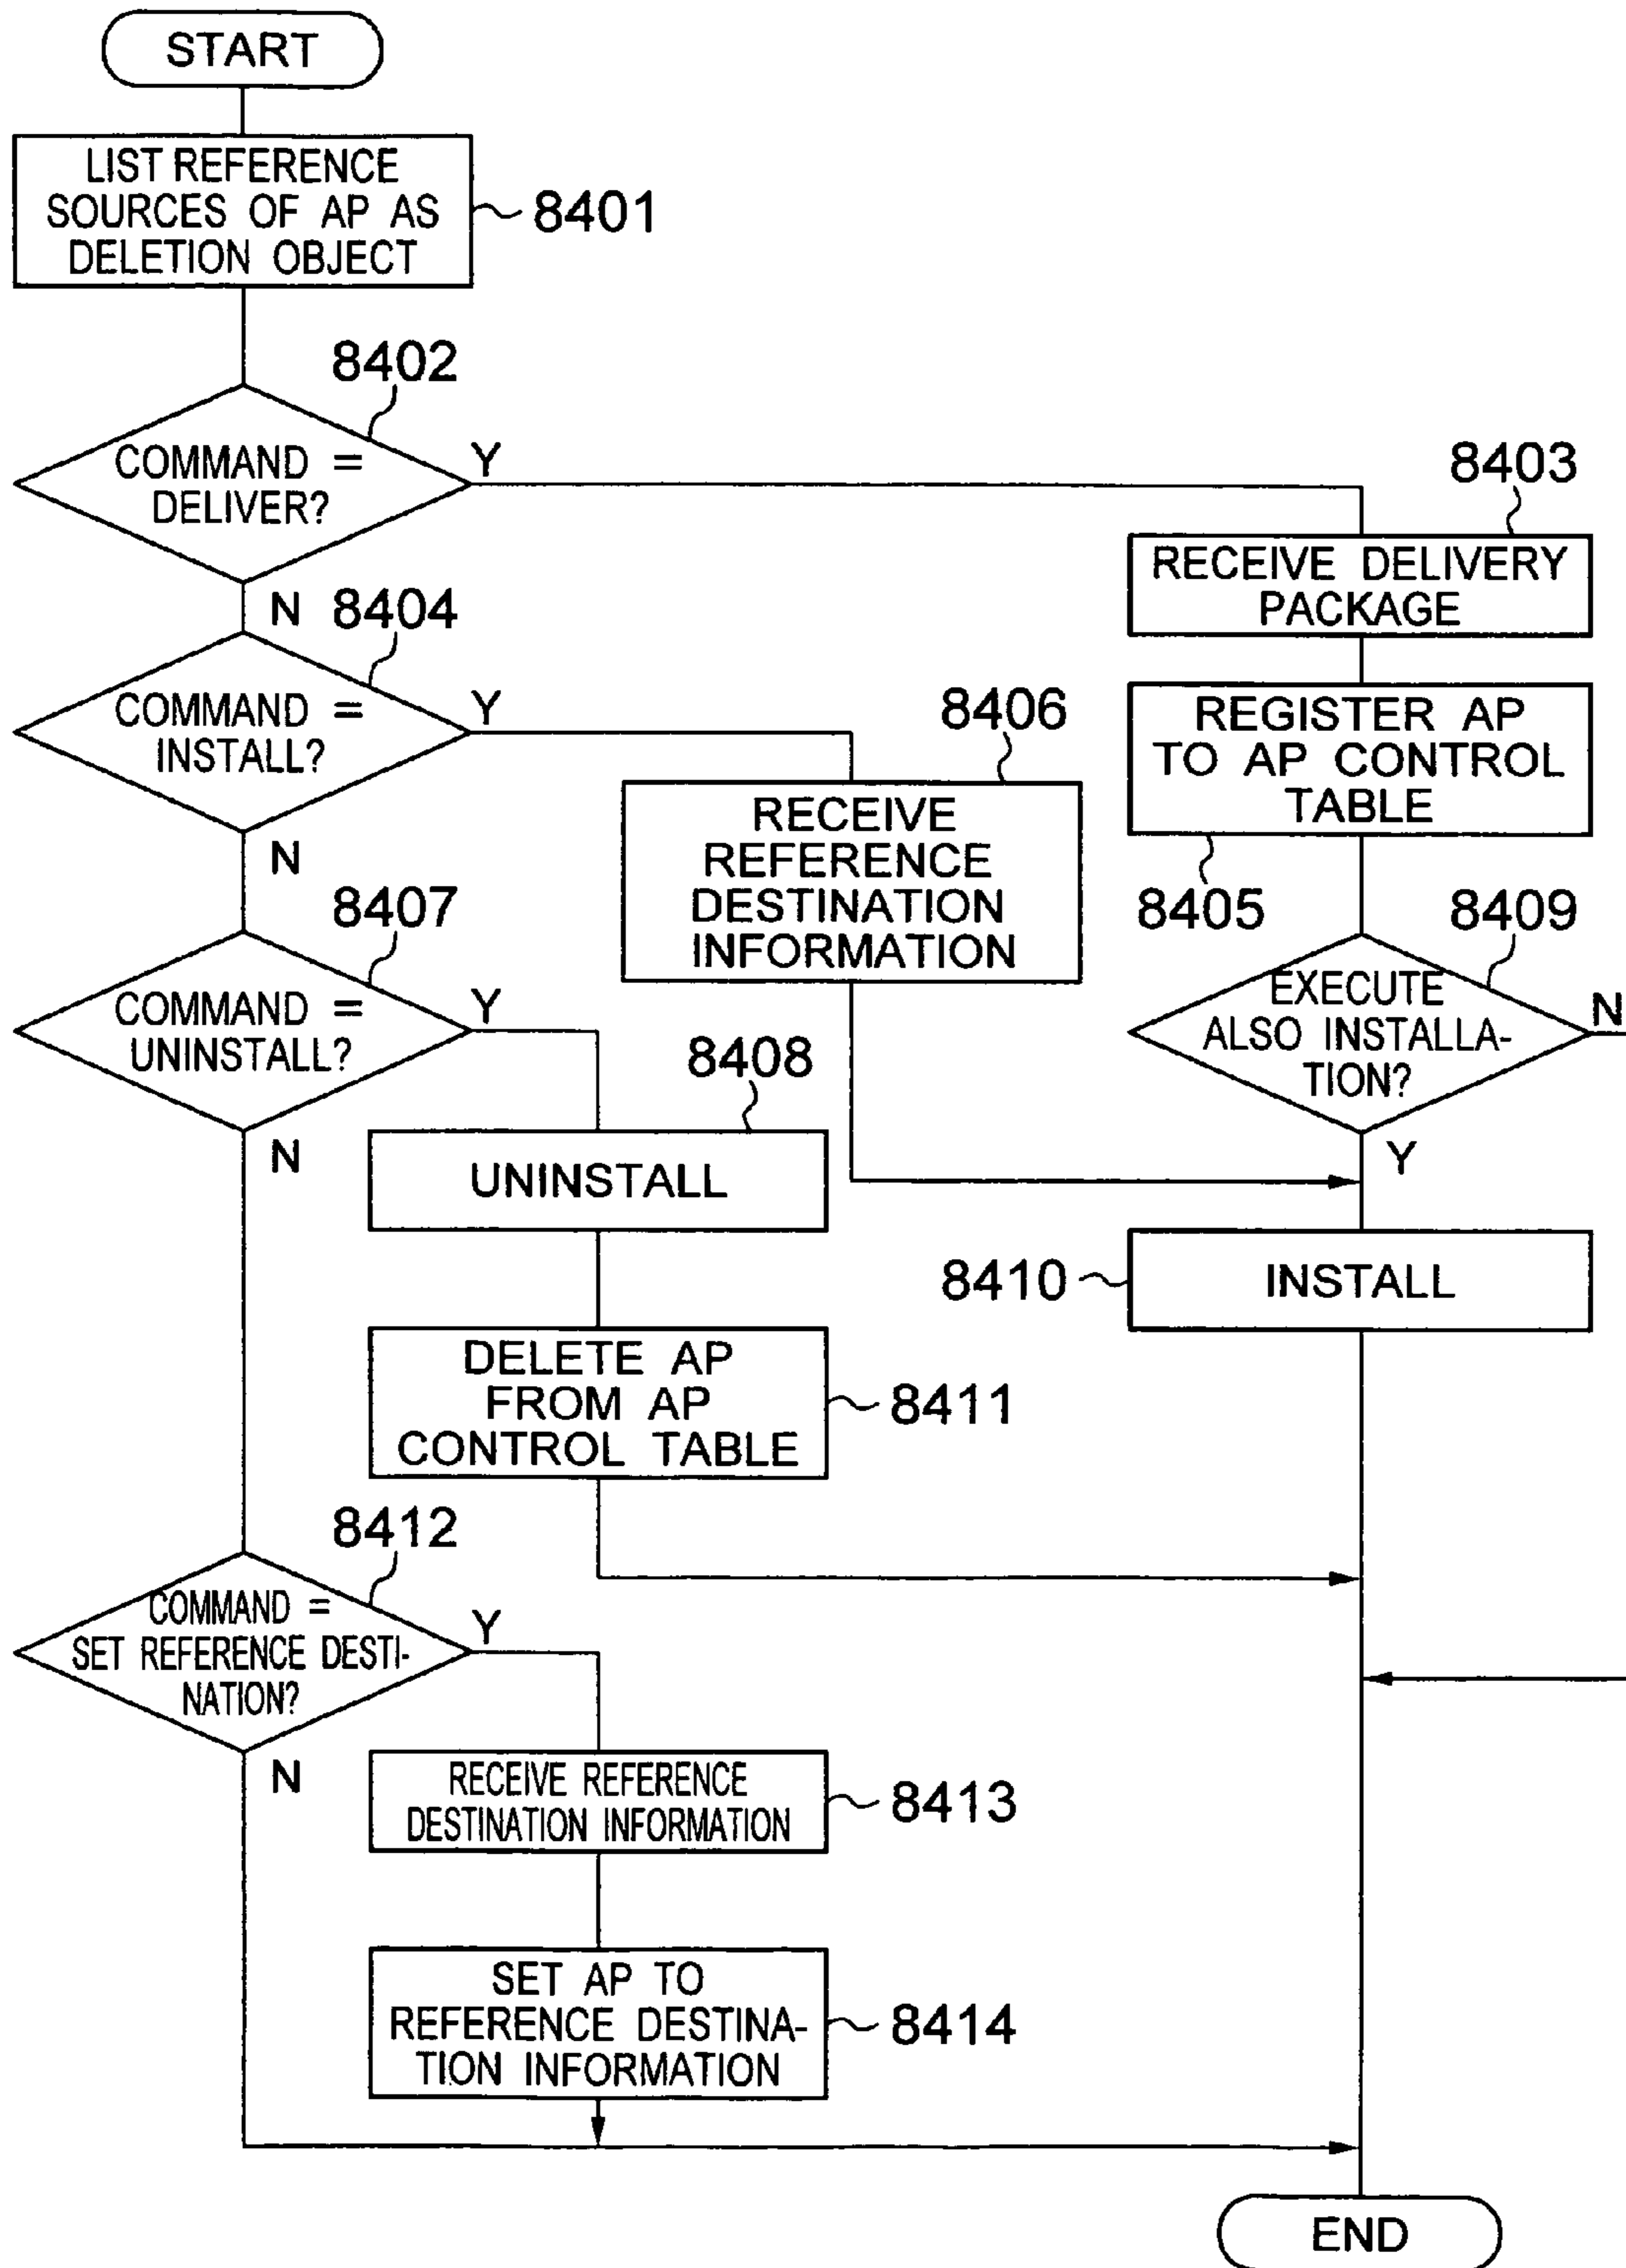 START
LIST REFERENCE
SOURCES OF AP AS
DELETION OBJECT
8401
8402
COMMAND =
DELIVER?
Y
N
8403
RECEIVE DELIVERY
PACKAGE
8404
COMMAND =
INSTALL?
Y
N
8406
RECEIVE
REFERENCE
DESTINATION
INFORMATION
REGISTER AP
TO AP CONTROL
TABLE
8405
8409
EXECUTE
ALSO INSTALLA-
TION?
N
Y
8407
COMMAND =
UNINSTALL?
Y
N
8408
UNINSTALL
8410
INSTALL
DELETE AP
FROM AP
CONTROL TABLE
8411
8412
COMMAND =
SET REFERENCE DESTI-
NATION?
Y
N
RECEIVE REFERENCE
DESTINATION INFORMATION
8413
SET AP TO
REFERENCE DESTINA-
TION INFORMATION
8414
END